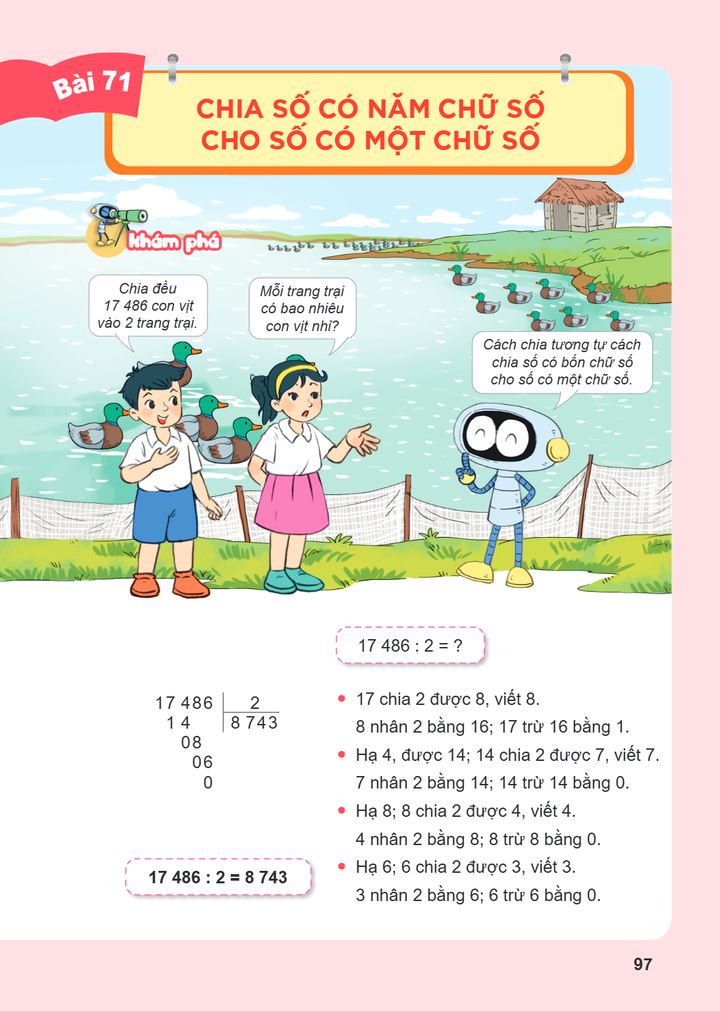 Bài 71
CHIA SỐ CÓ NĂM CHỮ SỐ
CHO SỐ CÓ MỘT CHỮ SỐ
khám phá
Chia đều
17 486 con vịt
vào 2 trang trại.
Mỗi trang trại
có bao nhiêu
con vịt nhỉ?
Cách chia tương tự cách
chia số có bốn chữ số
cho số có một chữ số.
17 486 : 2 = ?
17 486 2
1 4 8 743
08
06
0
• 17 chia 2 được 8, viết 8.
8 nhân 2 bằng 16; 17 trừ 16 bằng 1.
• Hạ 4, được 14; 14 chia 2 được 7, viết 7.
7 nhân 2 bằng 14; 14 trừ 14 bằng 0.
• Hạ 8; 8 chia 2 được 4, viết 4.
4 nhân 2 bằng 8; 8 trừ 8 bằng 0.
• Hạ 6; 6 chia 2 được 3, viết 3.
3 nhân 2 bằng 6; 6 trừ 6 bằng 0.
17 486 : 2 = 8 743
97